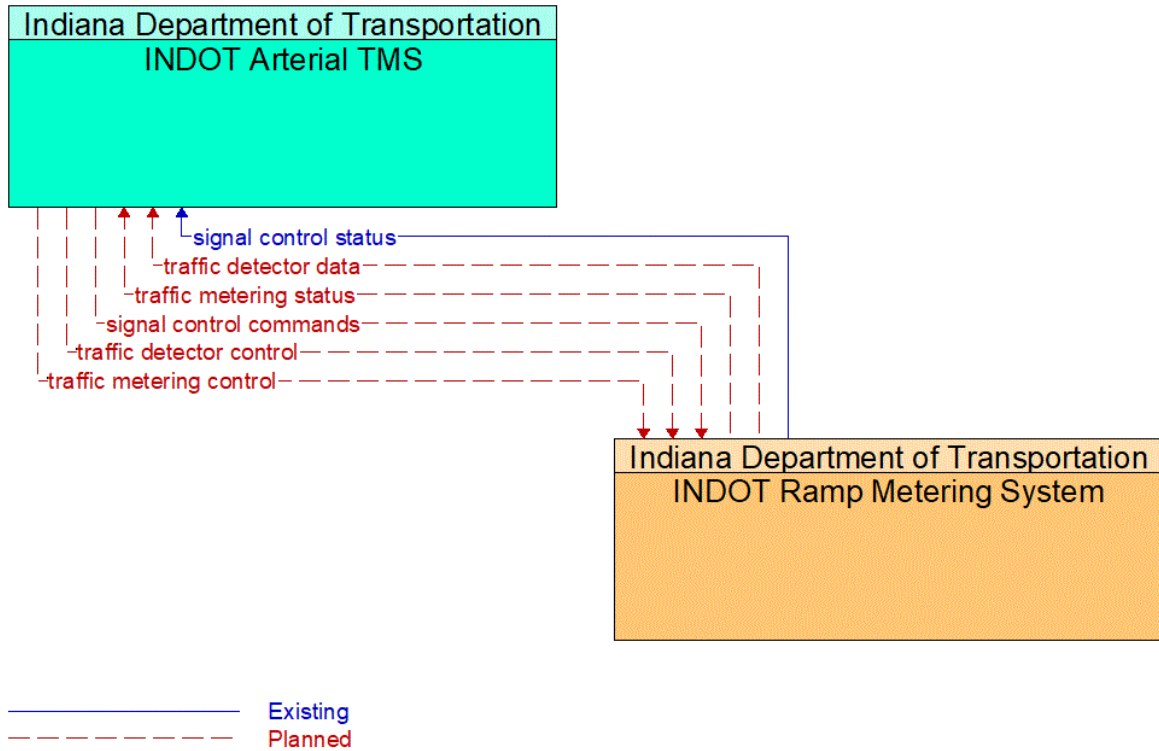 Indiana Department of Transportation
INDOT Arterial TMS
signal control status
traffic detector data
traffic metering status
signal control commands
traffic detector control
traffic metering control
Indiana Department of Transportation
INDOT Ramp Metering System
Existing
Planned